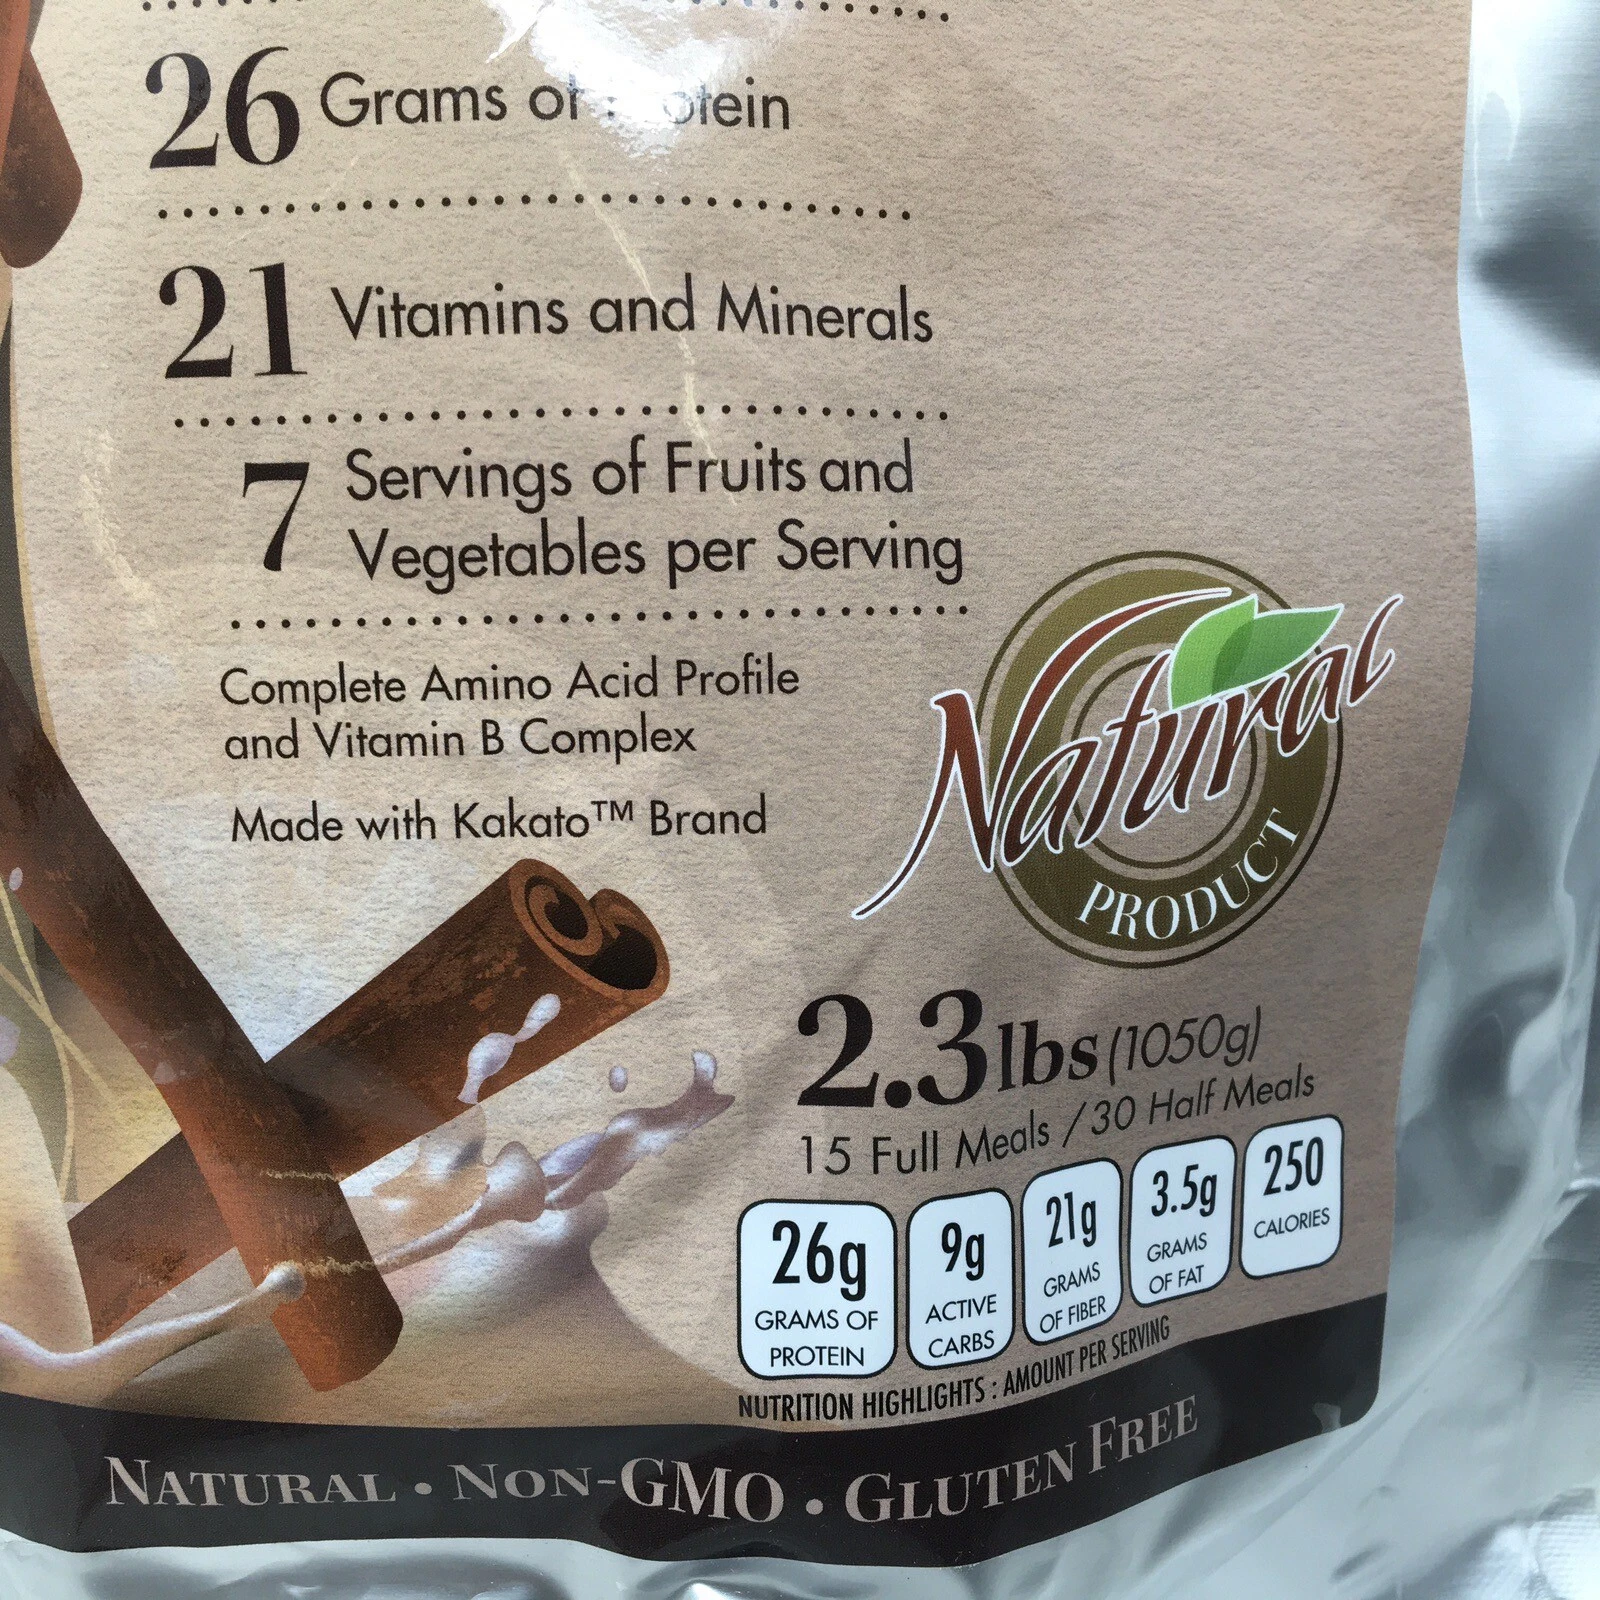 26 Grams of Protein
21 Vitamins and Minerals
7 Servings of Fruits and
Vegetables per Serving
Complete Amino Acid Profile
and Vitamin B Complex
Made with Kakato™ Brand
Natural
PRODUCT
2.3 lbs (1050g)
15 Full Meals / 30 Half Meals
26g
GRAMS OF
PROTEIN
9g
ACTIVE
CARBS
21g
GRAMS
OF FIBER
3.5g
GRAMS
OF FAT
250
CALORIES
NUTRITION HIGHLIGHTS : AMOUNT PER SERVING
NATURAL • NON-GMO • GLUTEN FREE